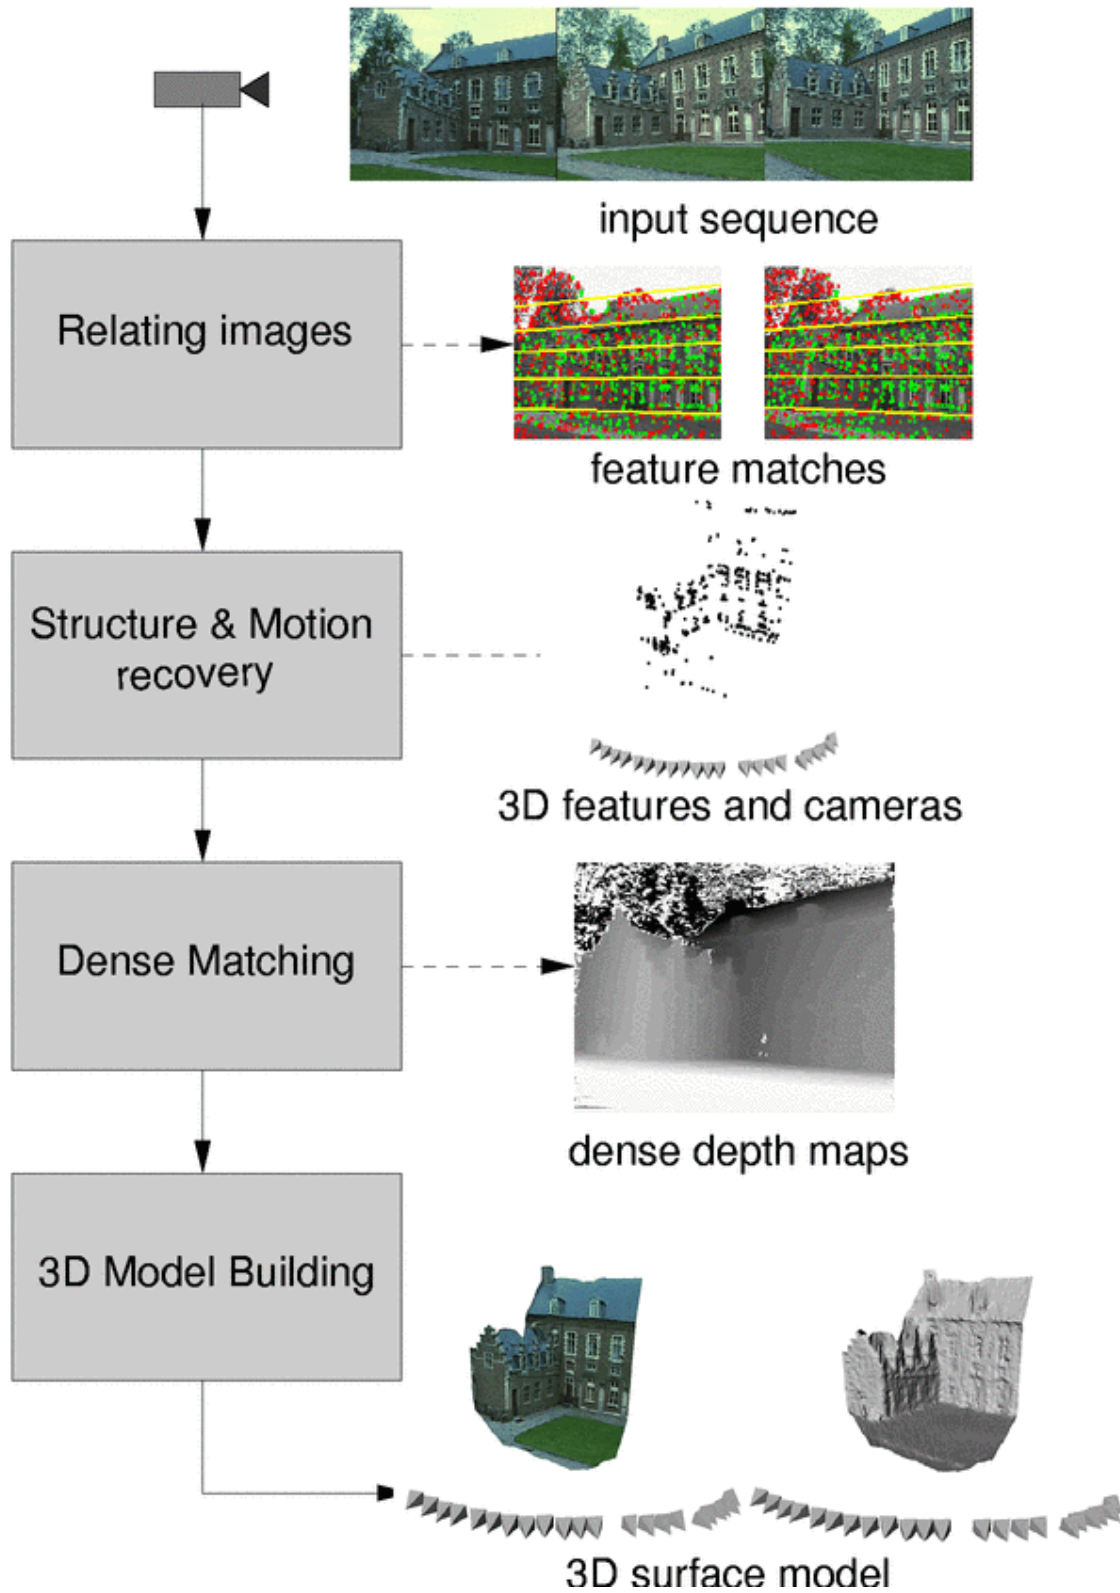 input sequence
Relating images
feature matches
Structure & Motion
recovery
3D features and cameras
Dense Matching
dense depth maps
3D Model Building
3D surface model